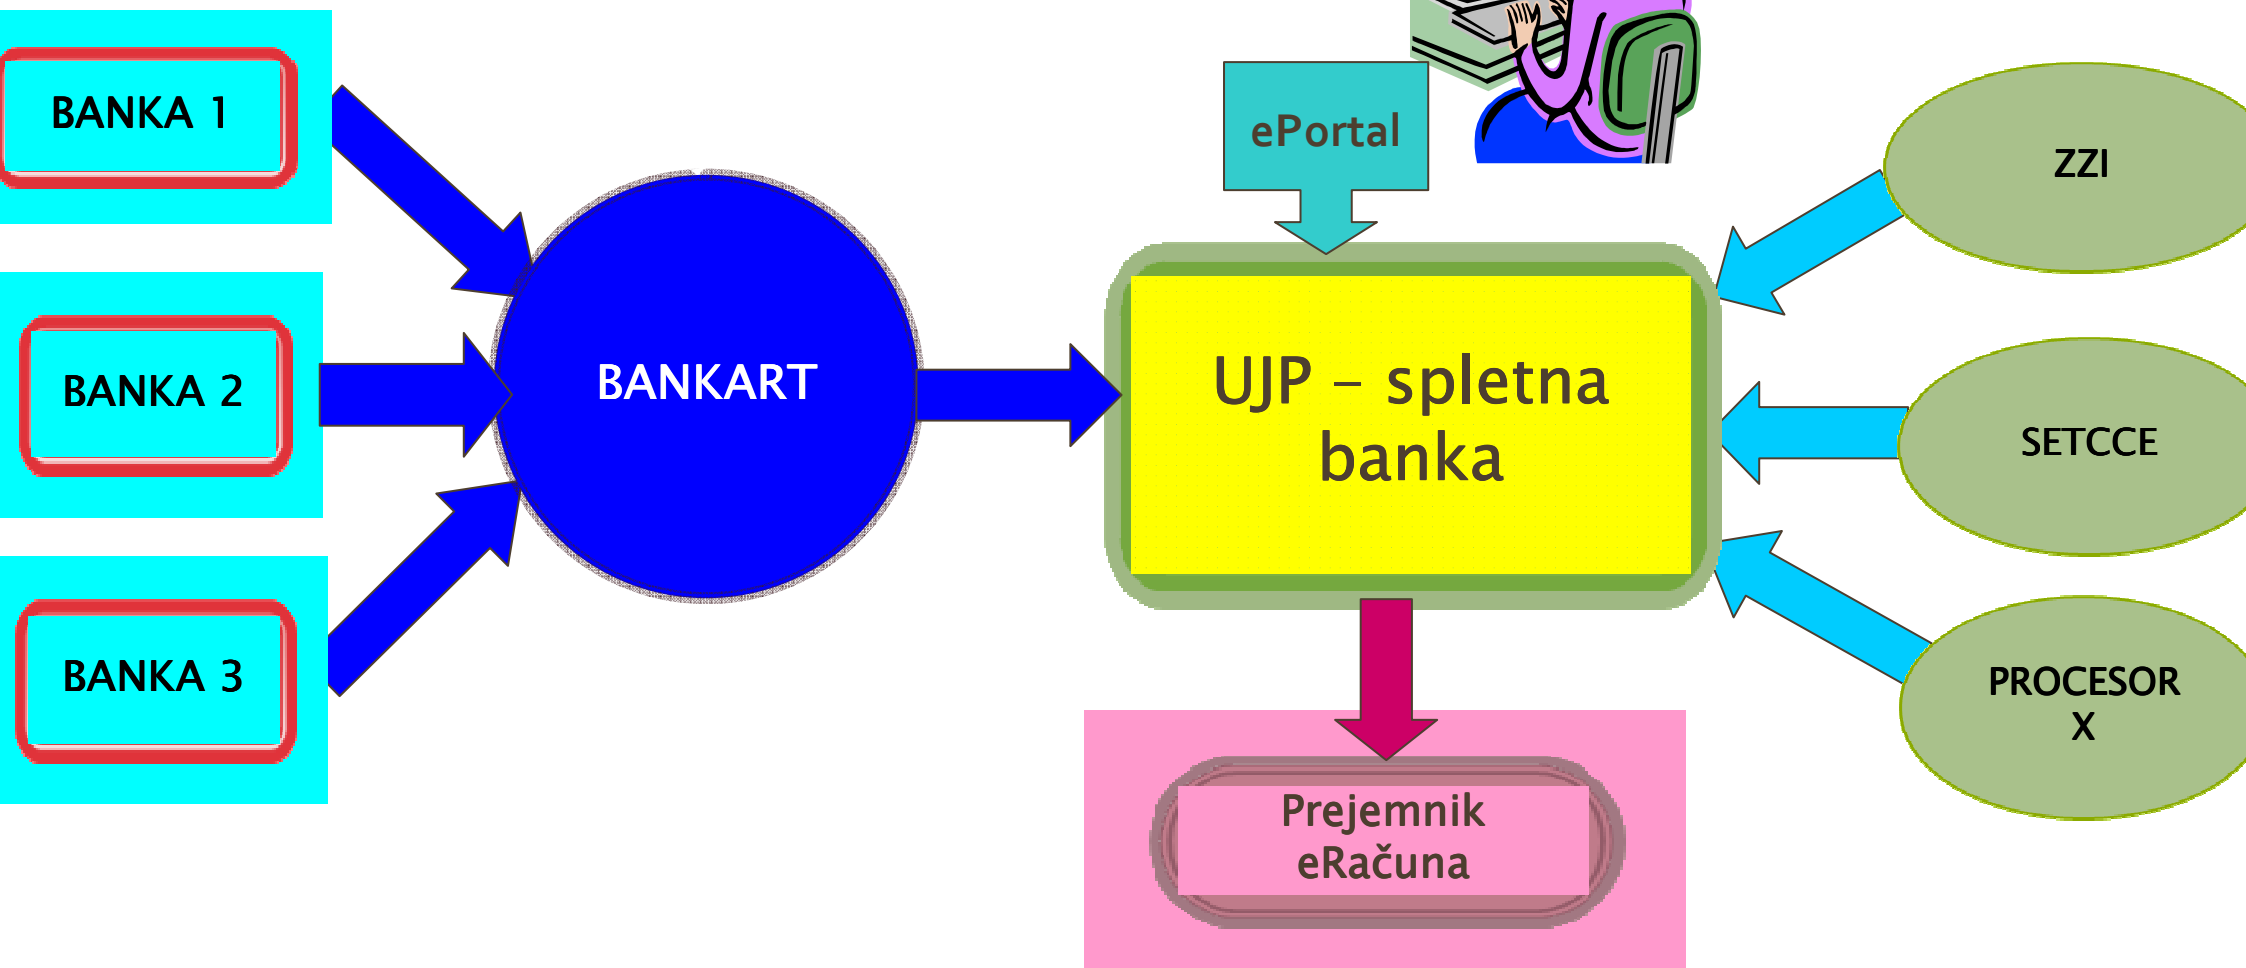 BANKA 1
BANKA 2
BANKA 3
BANKART
ePortal
UJP – spletna
banka
Prejemnik
eRačuna
ZZI
SETCCE
PROCESOR
X